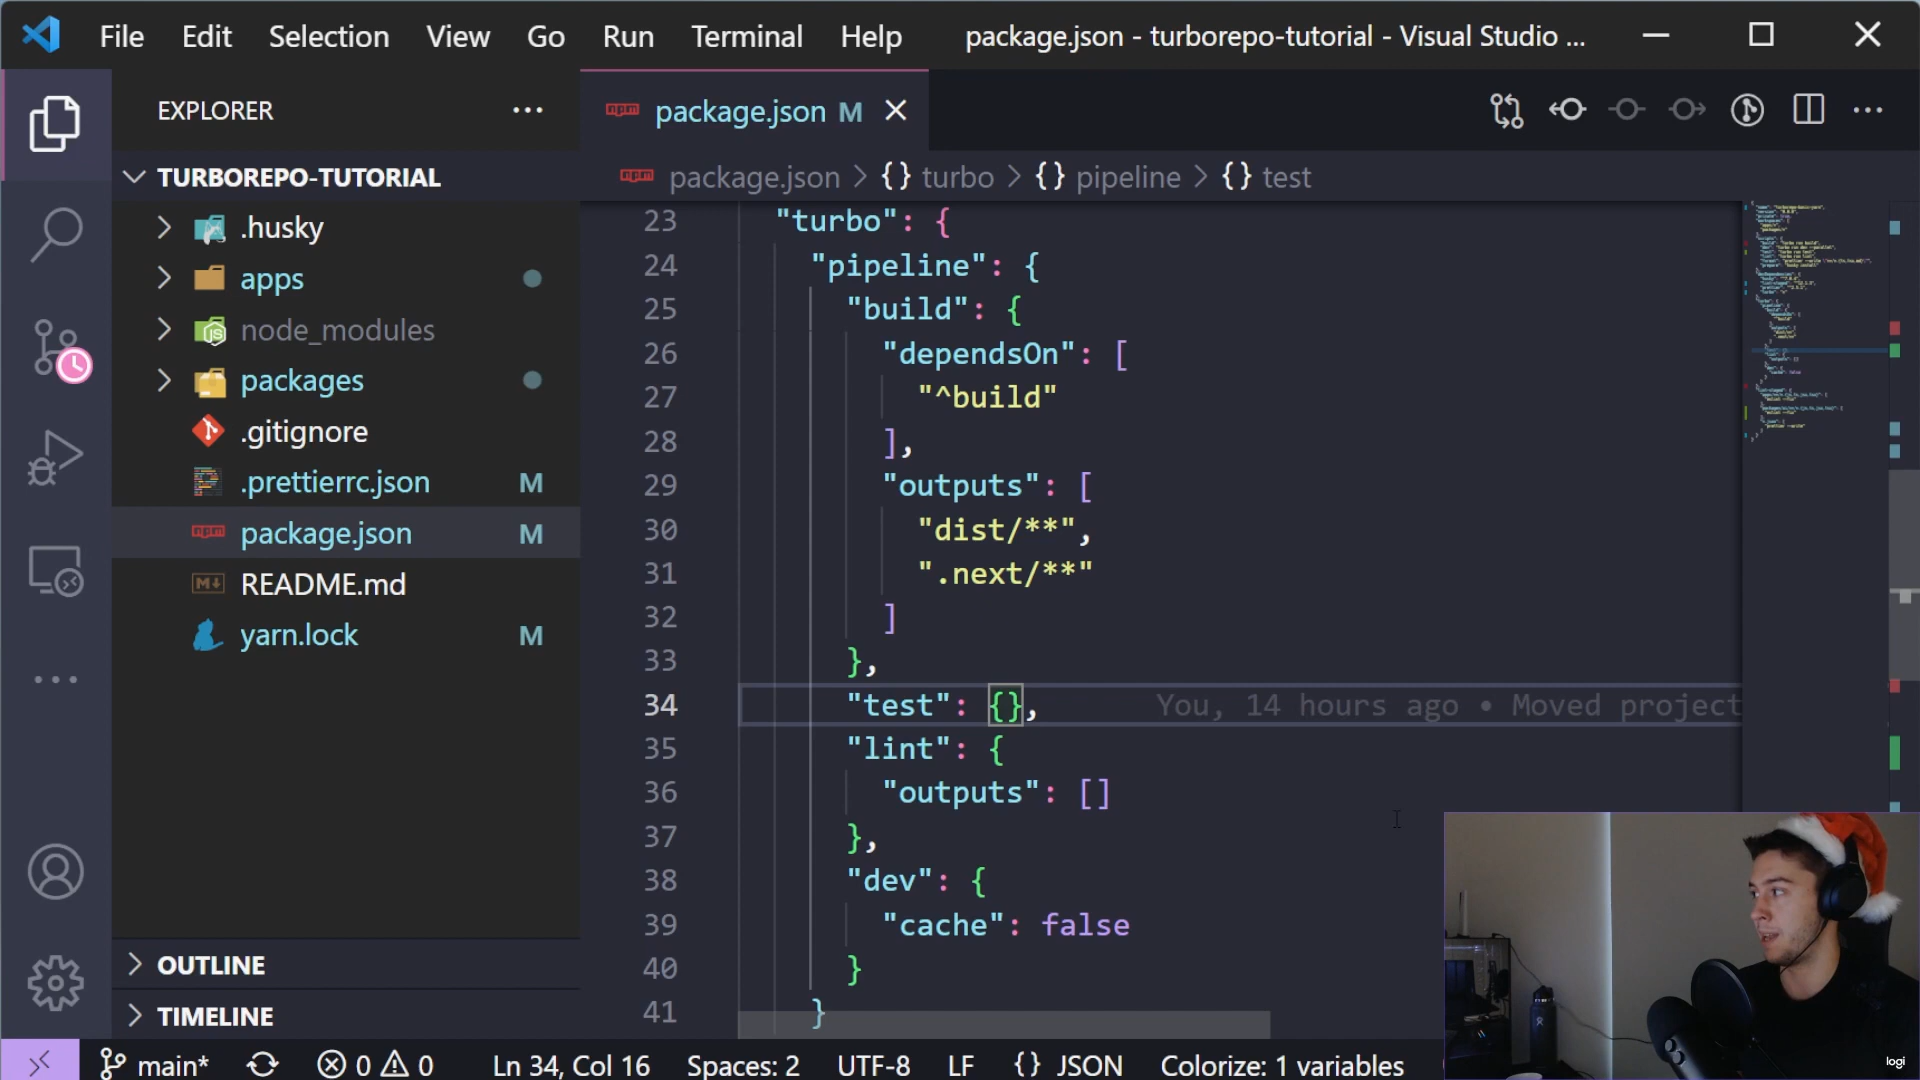 File Edit Selection View Go Run Terminal Help package.json - turborepo-tutorial - Visual Studio ...
EXPLORER
package.json M
TURBOREPO-TUTORIAL
package.json > {} turbo > {} pipeline > {} test
.husky
apps
node_modules
packages
.gitignore
.prettierrc.json M
package.json M
README.md
yarn.lock M
OUTLINE
TIMELINE
23 "turbo": {
24 "pipeline": {
25 "build": {
26 "dependsOn": [
27 "^build"
28 ],
29 "outputs": [
30 "dist/**",
31 ".next/**"
32 ]
33 },
34 "test": {}, You, 14 hours ago • Moved project
35 "lint": {
36 "outputs": []
37 },
38 "dev": {
39 "cache": false
40 }
41 }
main* 0 0 Ln 34, Col 16 Spaces: 2 UTF-8 LF {} JSON Colorize: 1 variables
logi